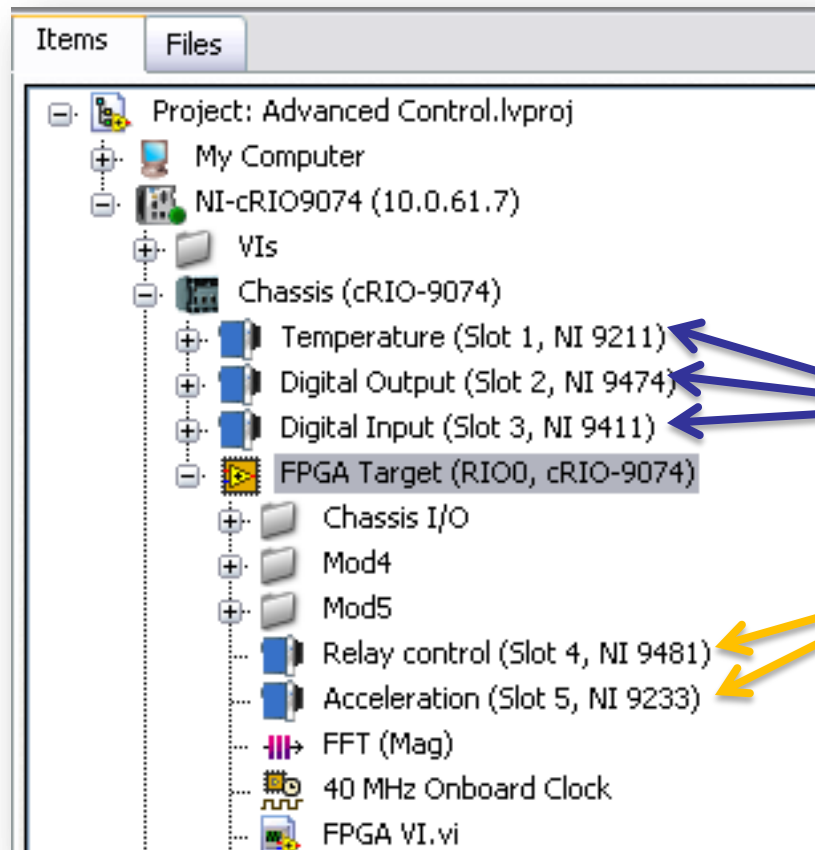 Items Files
Project: Advanced Control.lvproj
My Computer
NI-cRIO9074 (10.0.61.7)
VIs
Chassis (cRIO-9074)
Temperature (Slot 1, NI 9211)
Digital Output (Slot 2, NI 9474)
Digital Input (Slot 3, NI 9411)
FPGA Target (RIO0, cRIO-9074)
Chassis I/O
Mod4
Mod5
Relay control (Slot 4, NI 9481)
Acceleration (Slot 5, NI 9233)
FFT (Mag)
40 MHz Onboard Clock
FPGA VI.vi